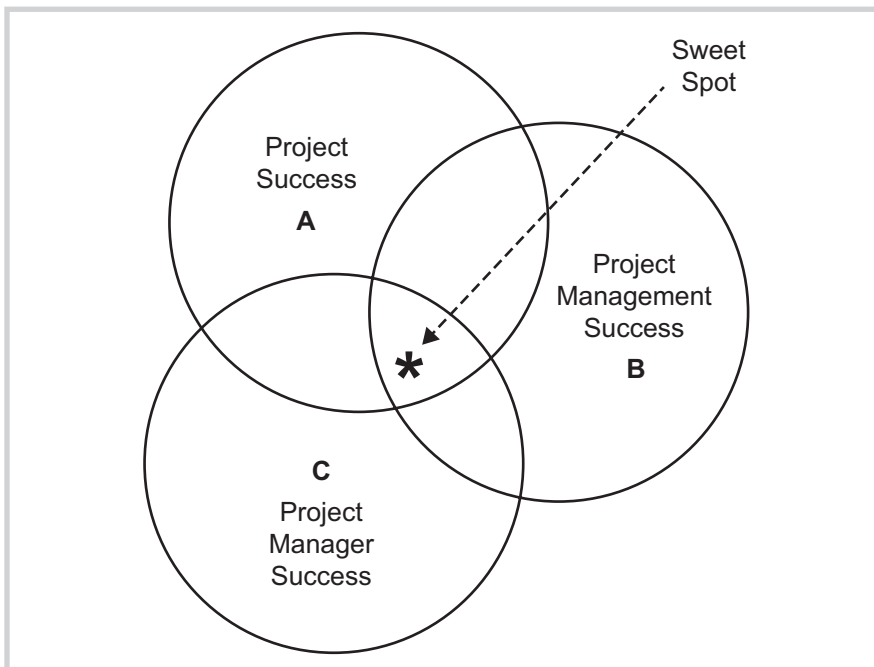 Sweet
Spot
Project
Success
A
Project
Management
Success
B
*
C
Project
Manager
Success